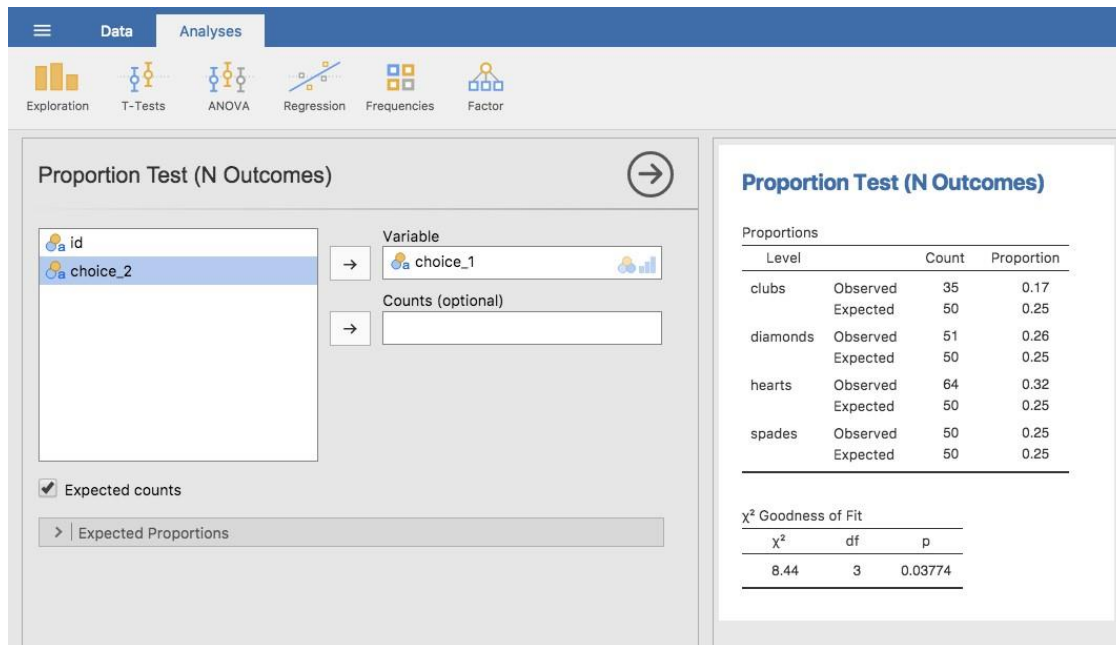 Data Analyses
Exploration T-Tests ANOVA Regression Frequencies Factor
Proportion Test (N Outcomes)
a id
a choice_2
Variable
a choice_1
Counts (optional)
Expected counts
Expected Proportions
Proportion Test (N Outcomes)
Proportions
Level Count Proportion
clubs Observed 35 0.17
Expected 50 0.25
diamonds Observed 51 0.26
Expected 50 0.25
hearts Observed 64 0.32
Expected 50 0.25
spades Observed 50 0.25
Expected 50 0.25
χ² Goodness of Fit
χ² df p
8.44 3 0.03774